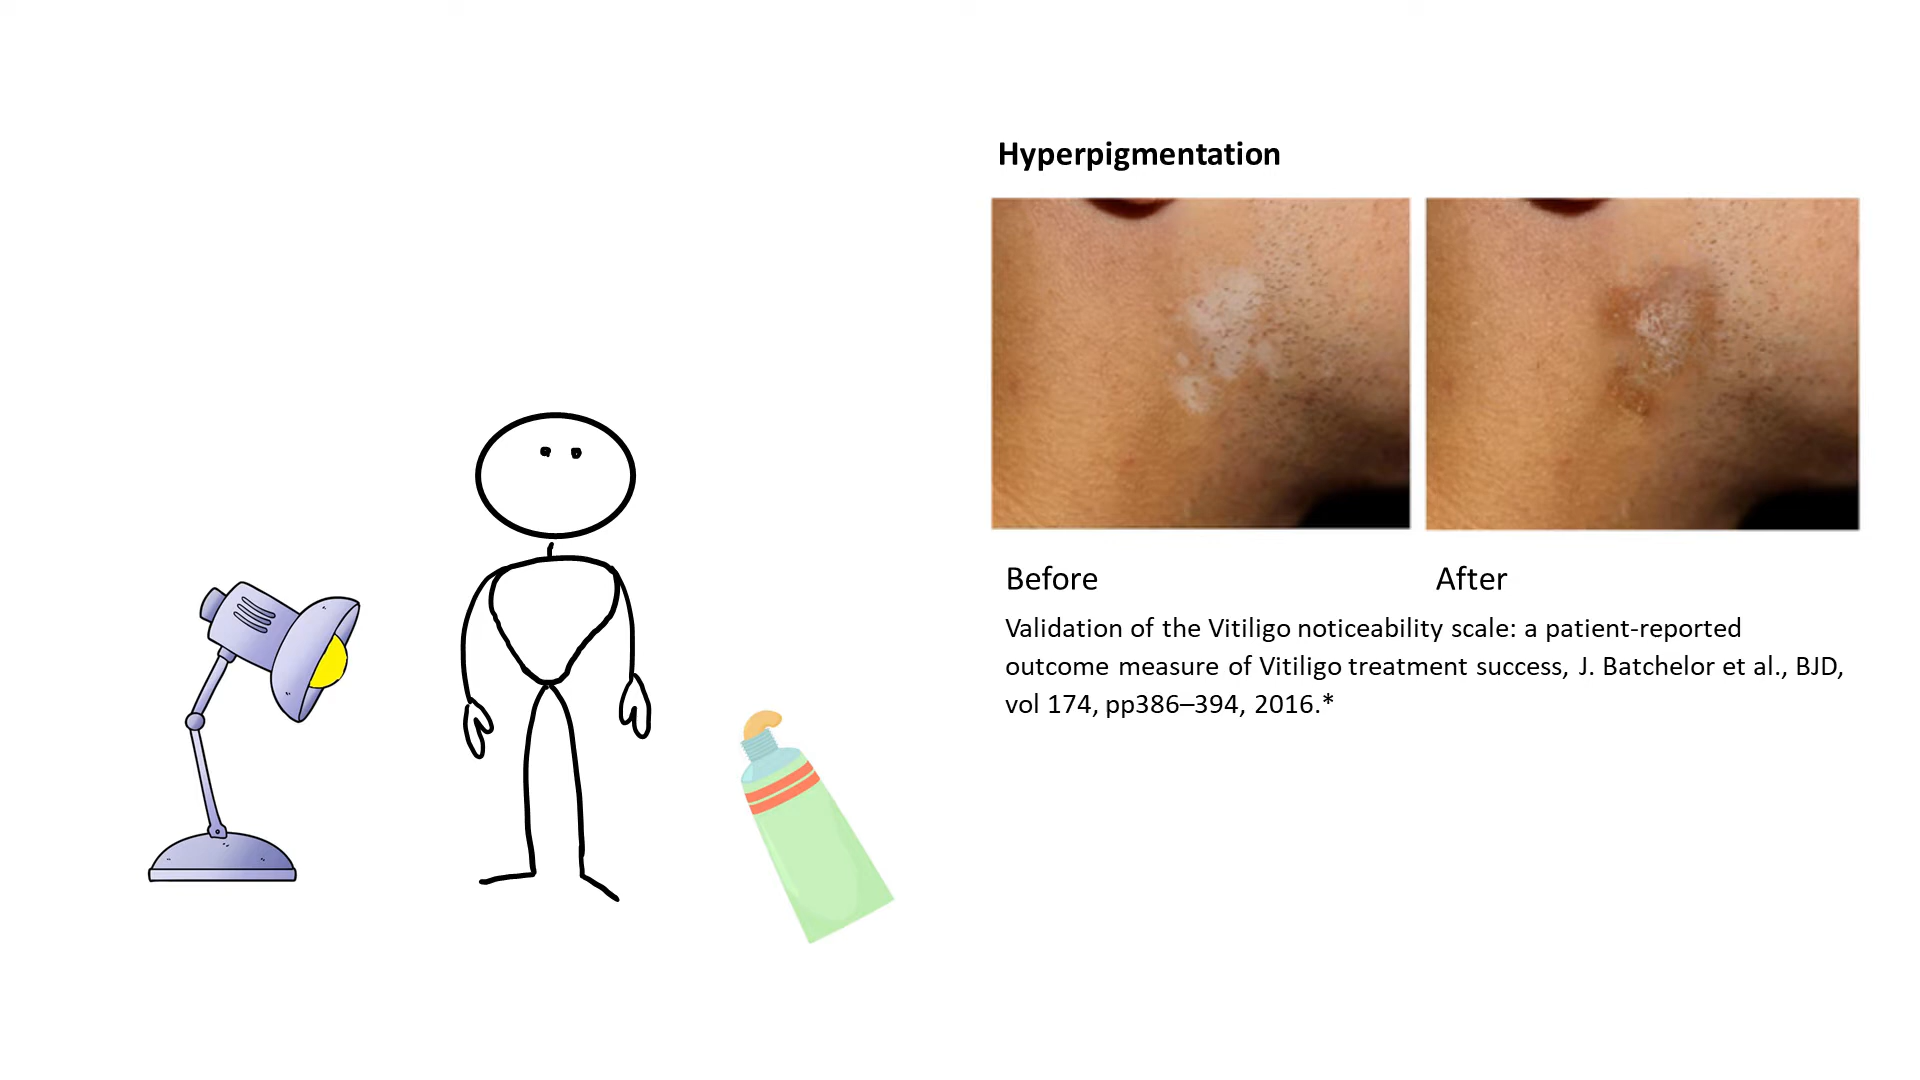 Hyperpigmentation
Before
After
Validation of the Vitiligo noticeability scale: a patient-reported
outcome measure of Vitiligo treatment success, J. Batchelor et al., BJD,
vol 174, pp386–394, 2016.*